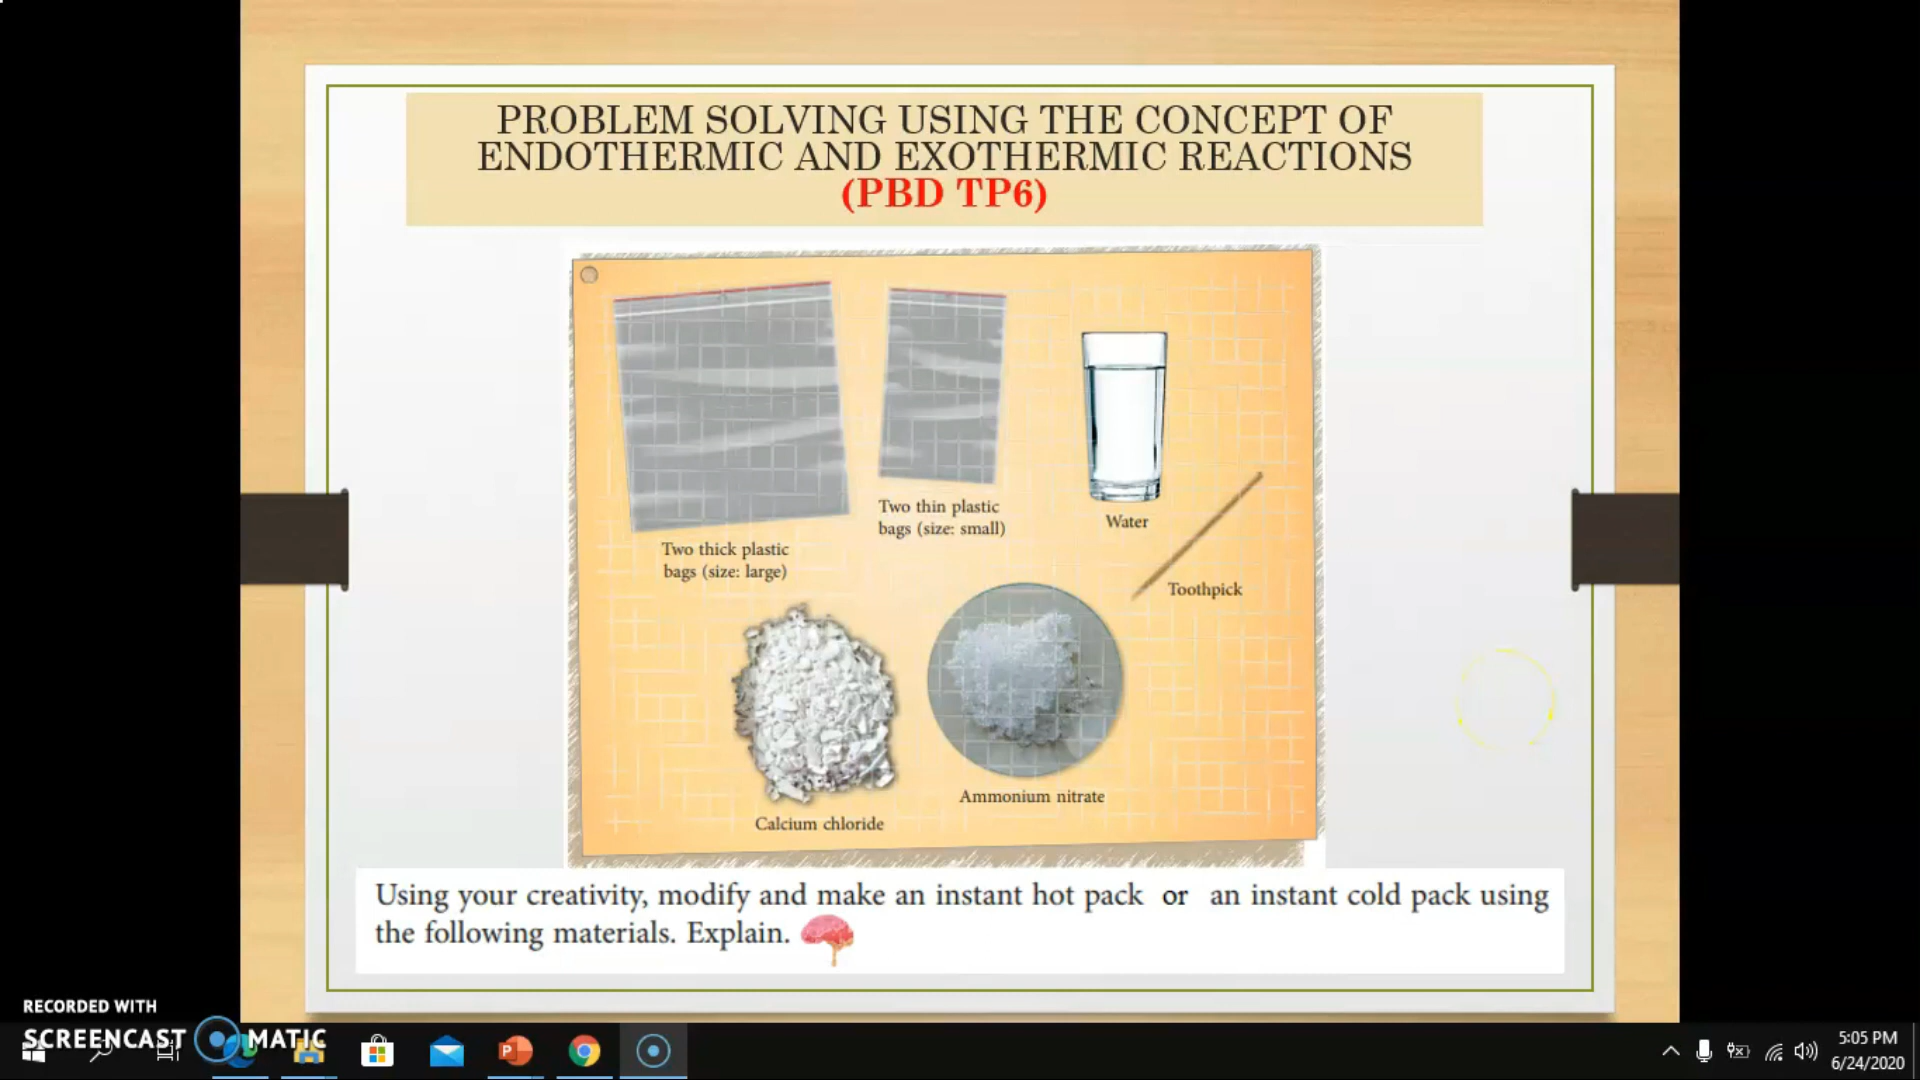 PROBLEM SOLVING USING THE CONCEPT OF
ENDOTHERMIC AND EXOTHERMIC REACTIONS
(PBD TP6)
Two thick plastic
bags (size: large)
Two thin plastic
bags (size: small)
Water
Toothpick
Calcium chloride
Ammonium nitrate
Using your creativity, modify and make an instant hot pack or an instant cold pack using
the following materials. Explain.
RECORDED WITH
SCREENCAST MATIC
5:05 PM
6/24/2020